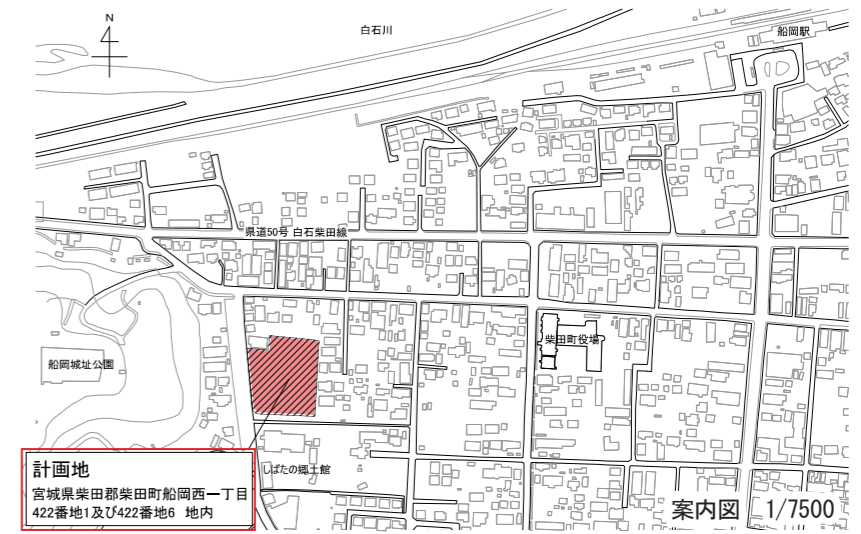 N
白石川
船岡駅
県道50号 白石柴田線
柴田町役場
船岡城址公園
しばたの郷土館
計画地
宮城県柴田郡柴田町船岡西一丁目
422番地1及び422番地6 地内
案内図 1/7500